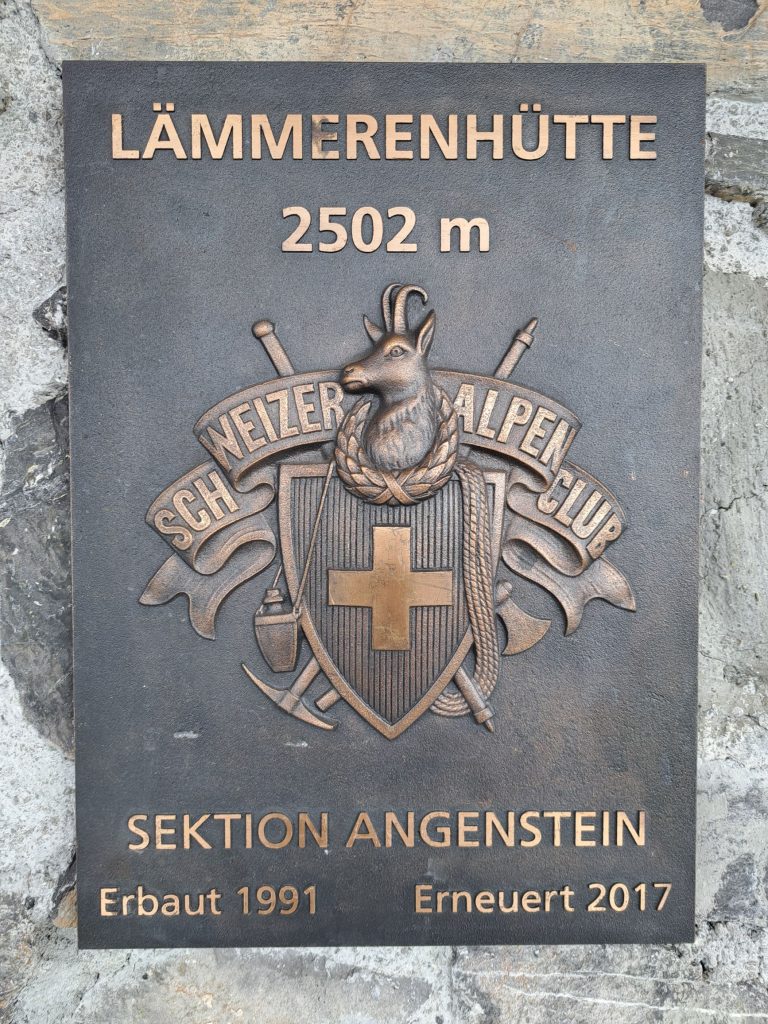 LÄMMERENHÜTTE
2502 m
SCHWEIZER ALPEN CLUB
SEKTION ANGENSTEIN
Erbaut 1991 Erneuert 2017